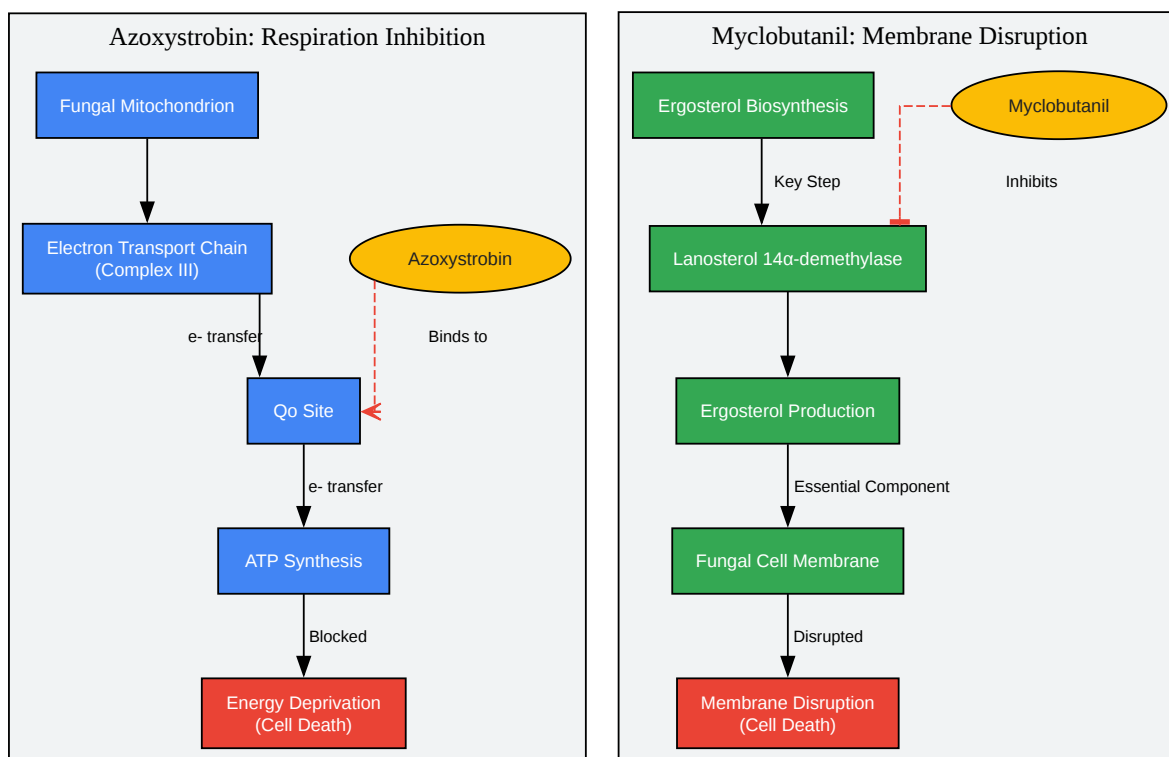 Azoxystrobin: Respiration Inhibition
Fungal Mitochondrion
Electron Transport Chain
(Complex III)
Azoxystrobin
e- transfer
Binds to
Qo Site
e- transfer
ATP Synthesis
Blocked
Energy Deprivation
(Cell Death)
Myclobutanil: Membrane Disruption
Ergosterol Biosynthesis
Myclobutanil
Key Step
Inhibits
Lanosterol 14α-demethylase
Ergosterol Production
Essential Component
Fungal Cell Membrane
Disrupted
Membrane Disruption
(Cell Death)